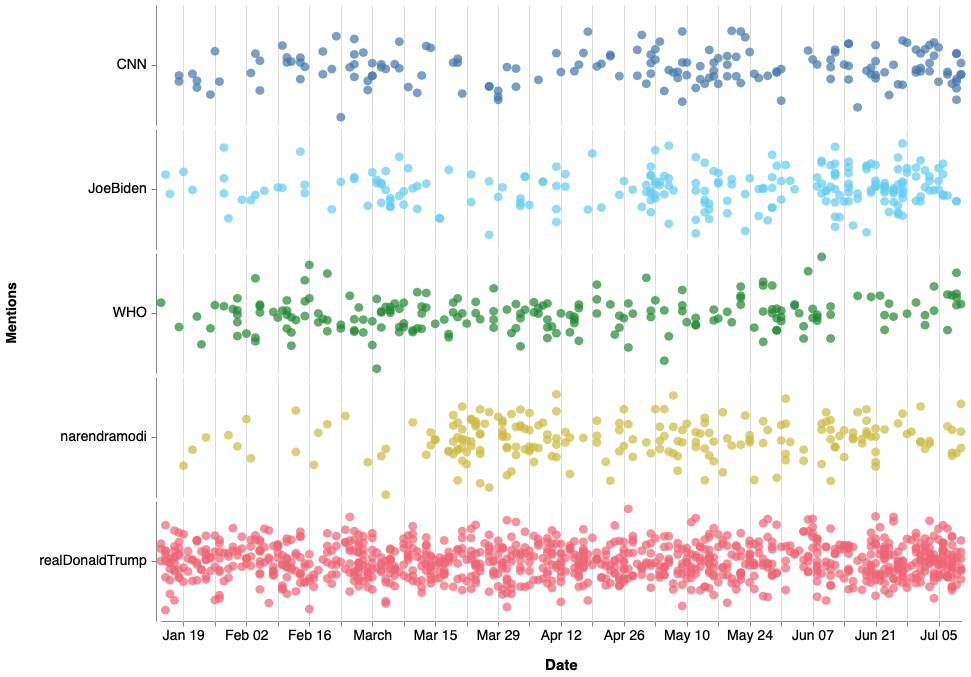 CNN
JoeBiden
WHO
narendramodi
realDonaldTrump
Mentions
Jan 19 Feb 02 Feb 16 March Mar 15 Mar 29 Apr 12 Apr 26 May 10 May 24 Jun 07 Jun 21 Jul 05
Date